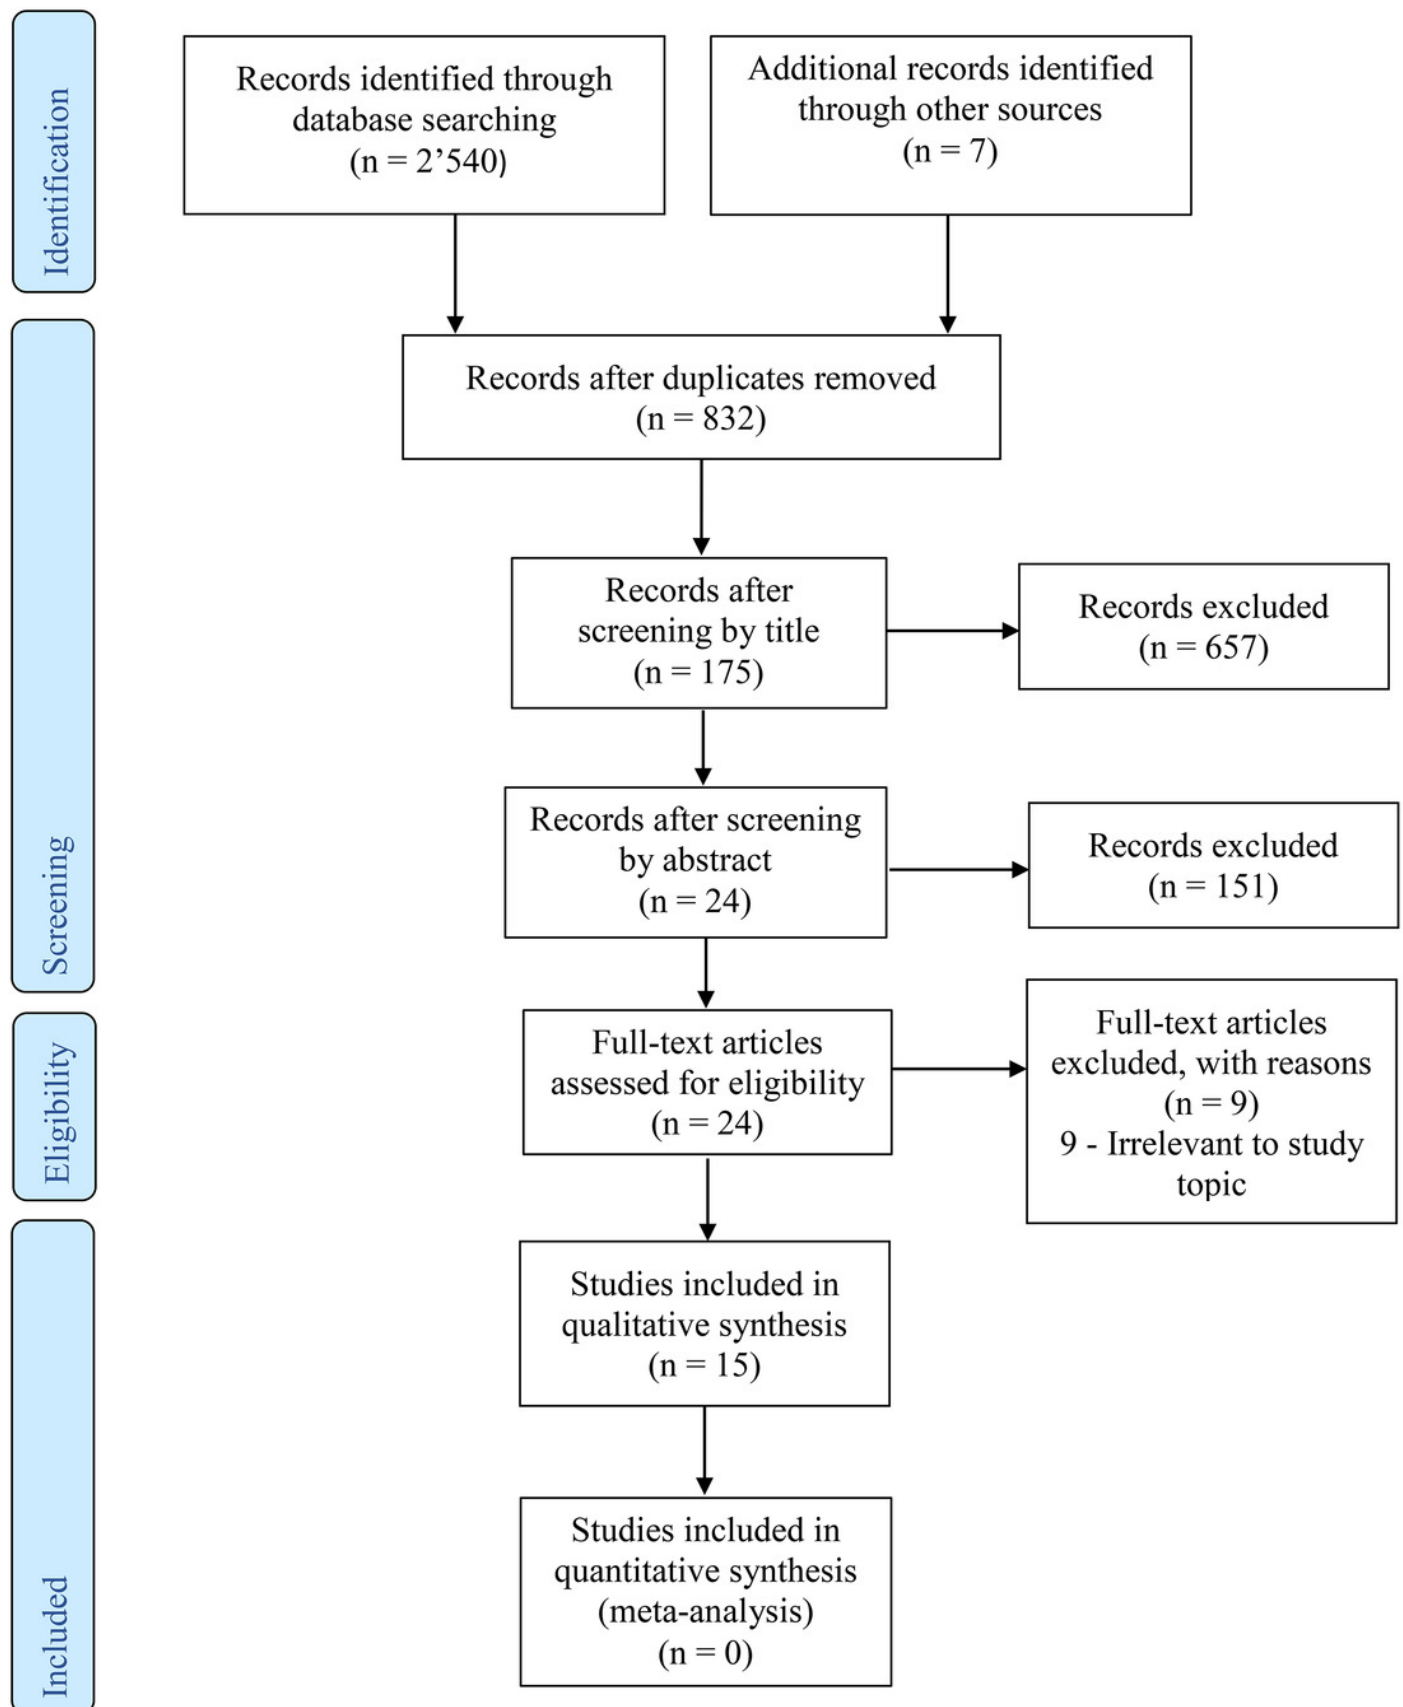 Identification
Records identified through
database searching
(n = 2’540)
Additional records identified
through other sources
(n = 7)
Screening
Records after duplicates removed
(n = 832)
Records after
screening by title
(n = 175)
Records excluded
(n = 657)
Records after screening
by abstract
(n = 24)
Records excluded
(n = 151)
Eligibility
Full-text articles
assessed for eligibility
(n = 24)
Full-text articles
excluded, with reasons
(n = 9)
9 - Irrelevant to study
topic
Included
Studies included in
qualitative synthesis
(n = 15)
Studies included in
quantitative synthesis
(meta-analysis)
(n = 0)